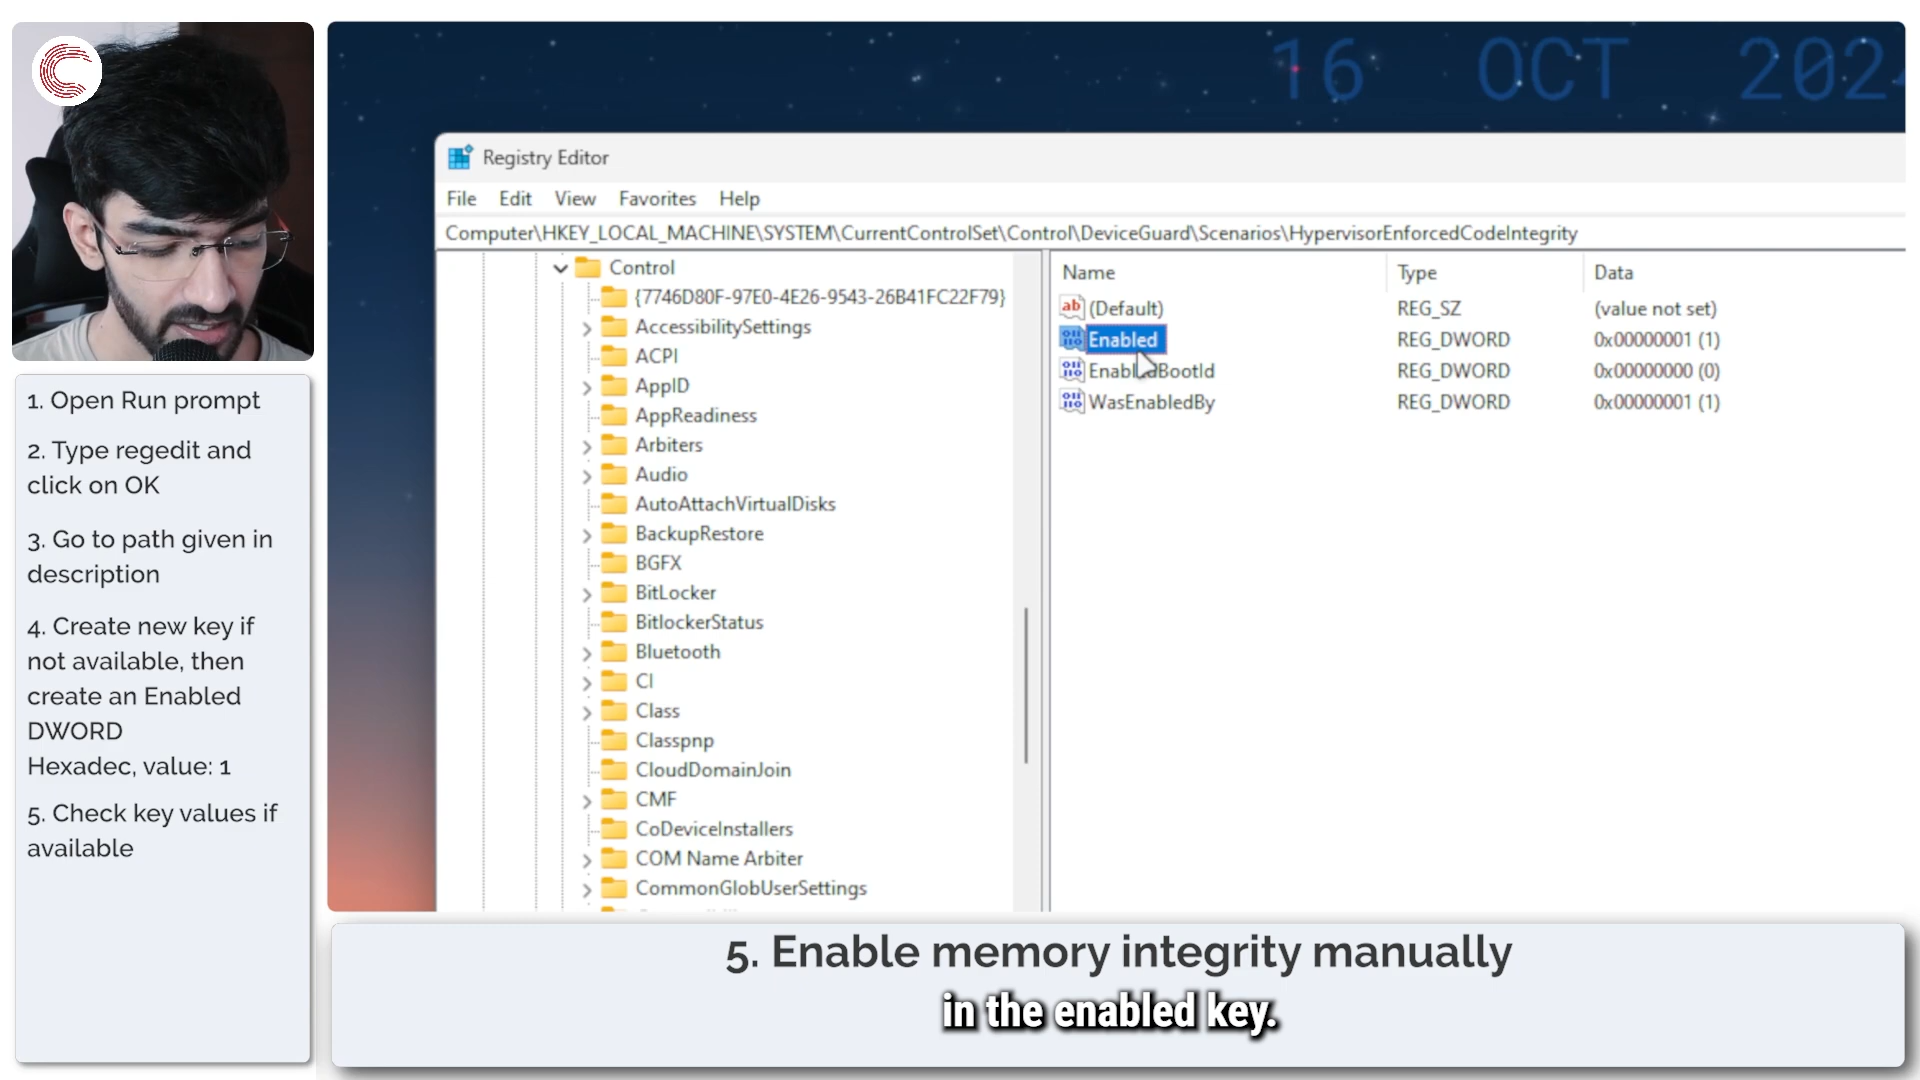 1. Open Run prompt
2. Type regedit and
click on OK
3. Go to path given in
description
4. Create new key if
not available, then
create an Enabled
DWORD
Hexadec, value: 1
5. Check key values if
available
16 OCT 202
Registry Editor
File Edit View Favorites Help
Computer\HKEY_LOCAL_MACHINE\SYSTEM\CurrentControlSet\Control\DeviceGuard\Scenarios\HypervisorEnforcedCodeIntegrity
Control
{7746D80F-97E0-4E26-9543-26B41FC22F79}
AccessibilitySettings
ACPI
AppID
AppReadiness
Arbiters
Audio
AutoAttachVirtualDisks
BackupRestore
BGFX
BitLocker
BitlockerStatus
Bluetooth
CI
Class
Classpnp
CloudDomainJoin
CMF
CoDeviceInstallers
COM Name Arbiter
CommonGlobUserSettings
Name Type Data
(Default) REG_SZ (value not set)
Enabled REG_DWORD 0x00000001 (1)
EnabledBootId REG_DWORD 0x00000000 (0)
WasEnabledBy REG_DWORD 0x00000001 (1)
5. Enable memory integrity manually
in the enabled key.